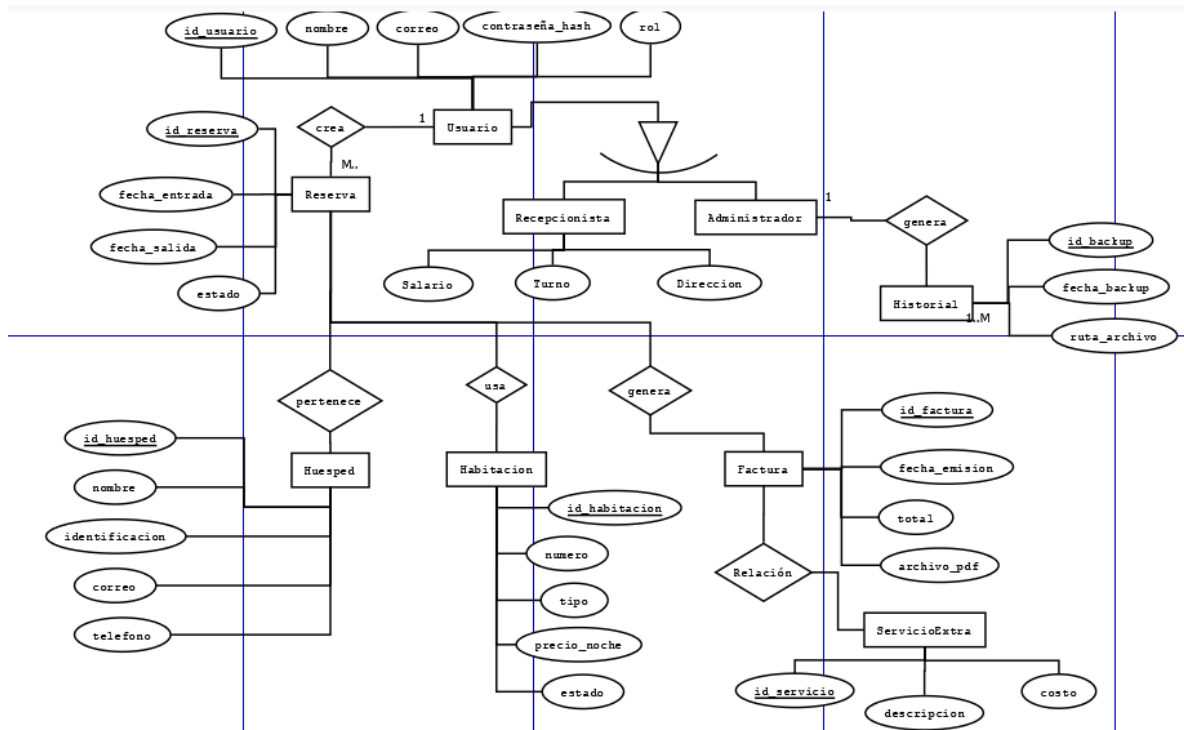 id_usuario
nombre
correo
contraseña_hash
rol
id_reserva
crea
1
Usuario
M..
fecha_entrada
Reserva
fecha_salida
estado
Recepcionista
Administrador
1
genera
Salario
Turno
Direccion
id_backup
fecha_backup
Historial
1..M
ruta_archivo
pertenece
usa
genera
id_huesped
Huesped
nombre
identificacion
correo
telefono
Habitacion
id_habitacion
numero
tipo
precio_noche
estado
Factura
id_factura
fecha_emision
total
archivo_pdf
Relación
ServicioExtra
id_servicio
descripcion
costo